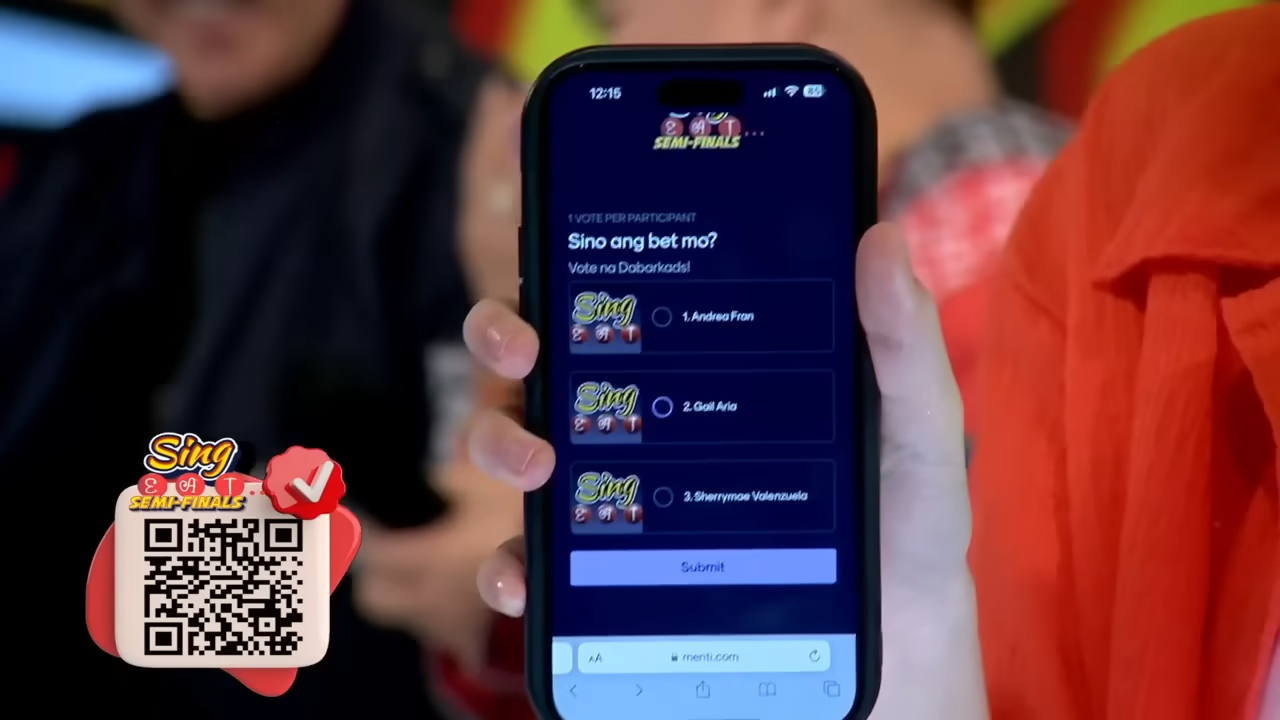 12:15
85
E A T...
SEMI-FINALS
1 VOTE PER PARTICIPANT
Sino ang bet mo?
Vote na Dabarkads!
Sing
E A T
1. Andrea Fran
Sing
E A T
2. Gail Aria
Sing
E A T
3. Sherrymae Valenzuela
Submit
AA
menti.com
Sing
E A T...
SEMI-FINALS